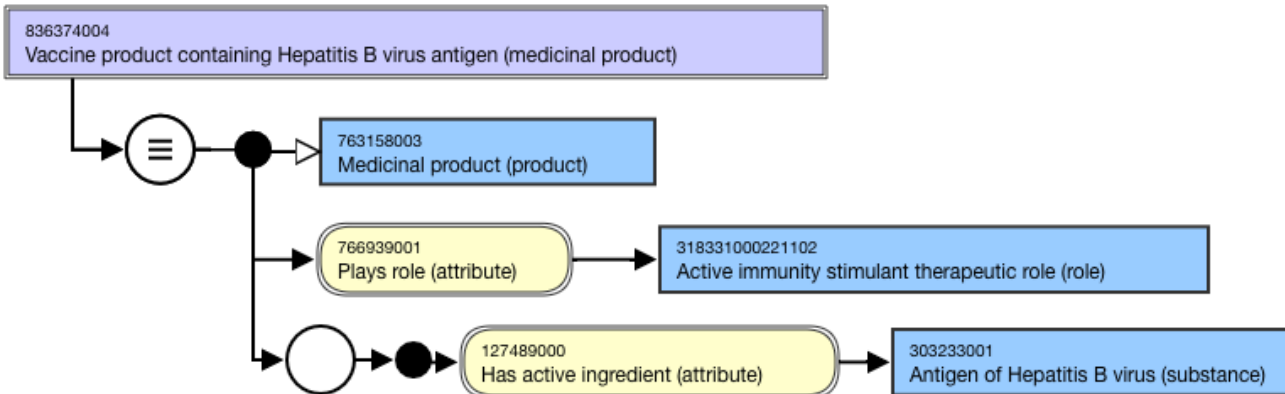 836374004
Vaccine product containing Hepatitis B virus antigen (medicinal product)
763158003
Medicinal product (product)
766939001
Plays role (attribute)
318331000221102
Active immunity stimulant therapeutic role (role)
127489000
Has active ingredient (attribute)
303233001
Antigen of Hepatitis B virus (substance)